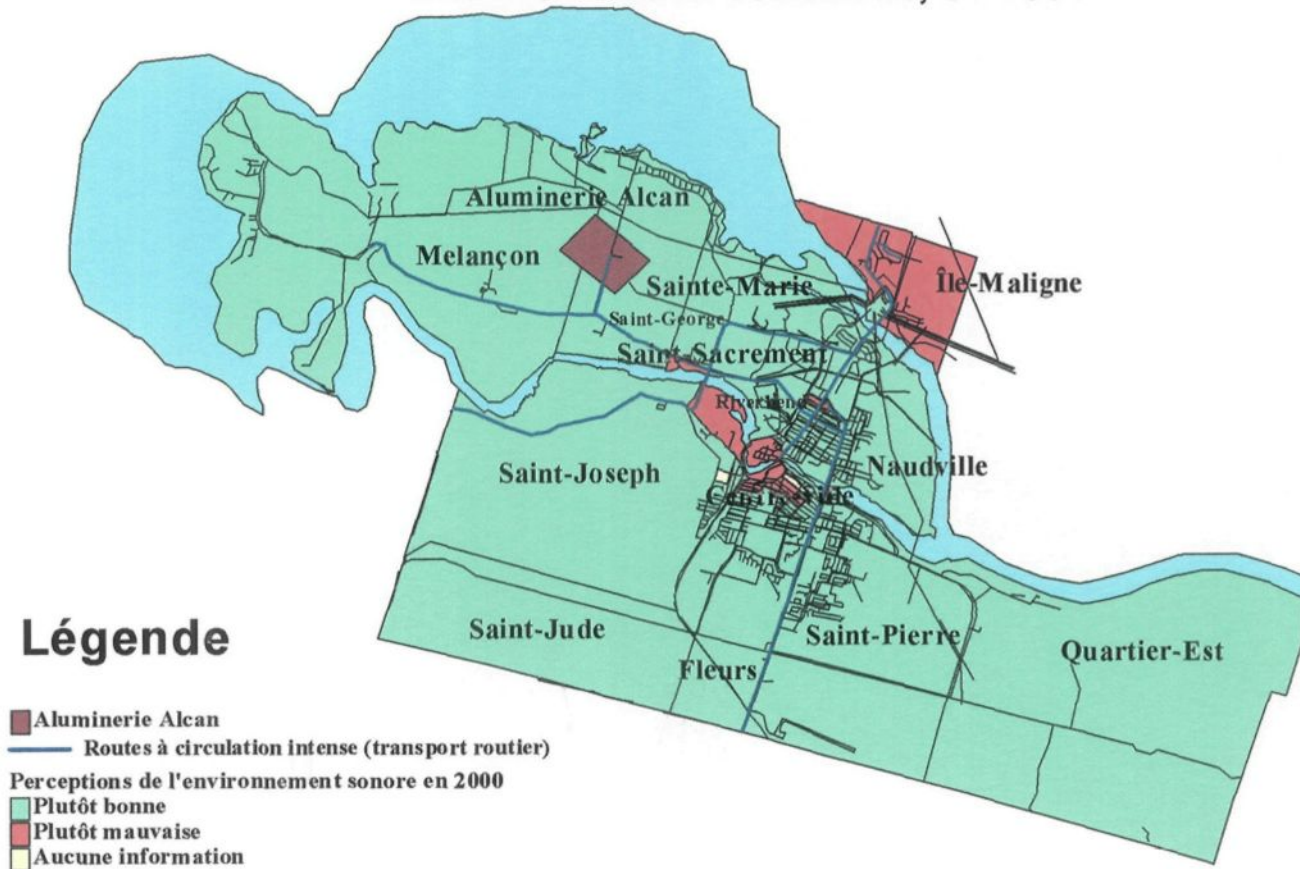 Aluminerie Alcan
Melançon
Sainte-Marie
Île-Maligne
Saint-George
Saint-Sacrement
Riverbend
Naudville
Saint-Joseph
Centre-ville
Saint-Jude
Saint-Pierre
Quartier-Est
Fleurs
Légende
Aluminerie Alcan
Routes à circulation intense (transport routier)
Perceptions de l'environnement sonore en 2000
Plutôt bonne
Plutôt mauvaise
Aucune information